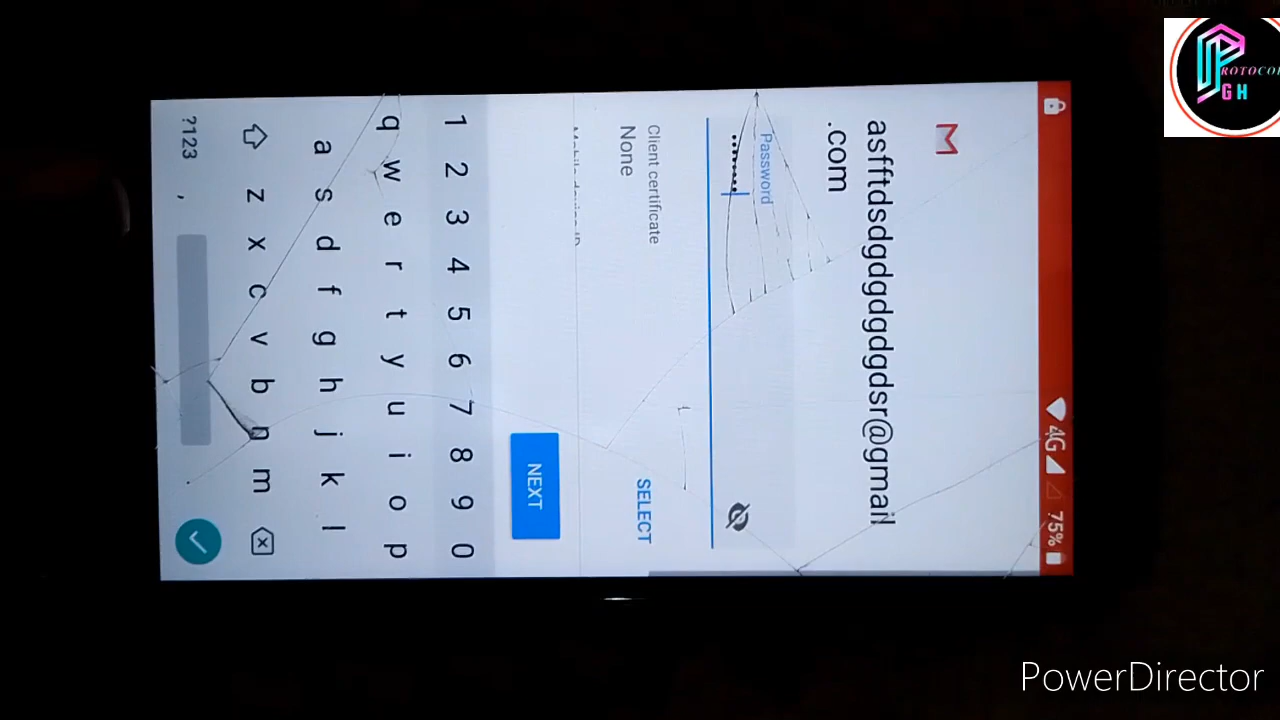 75%
4G
asfftdsdgdgdgdgdgdsr@gmail
.com
Password
••••••••
Client certificate
None
SELECT
NEXT
1 2 3 4 5 6 7 8 9 0
q w e r t y u i o p
a s d f g h j k l
z x c v b n m
?123 ,
ROTOCOL
GH
PowerDirector